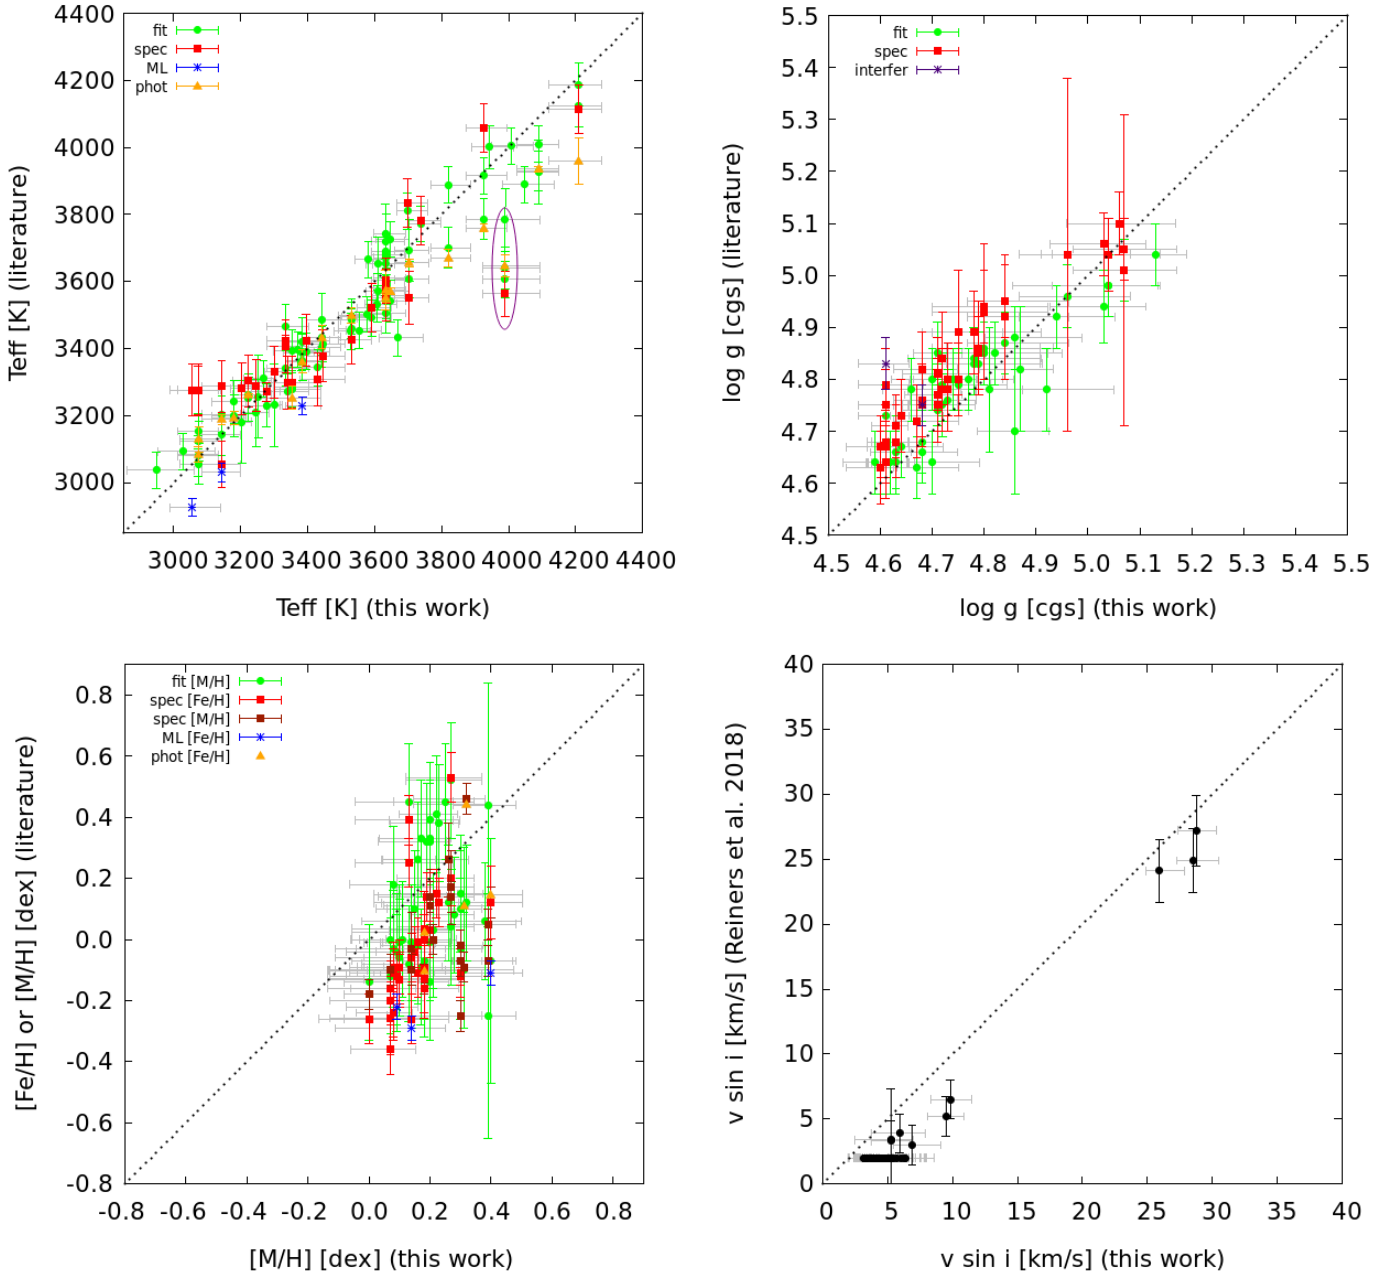 4400
4200
4000
3800
3600
3400
3200
3000
Teff [K] (literature)
fit
spec
ML
phot
3000 3200 3400 3600 3800 4000 4200 4400
Teff [K] (this work)
5.5
5.4
5.3
5.2
5.1
5.0
4.9
4.8
4.7
4.6
4.5
log g [cgs] (literature)
fit
spec
interfer
4.5 4.6 4.7 4.8 4.9 5.0 5.1 5.2 5.3 5.4 5.5
log g [cgs] (this work)
0.8
0.6
0.4
0.2
0.0
-0.2
-0.4
-0.6
-0.8
[Fe/H] or [M/H] [dex] (literature)
fit [M/H]
spec [Fe/H]
spec [M/H]
ML [Fe/H]
phot [Fe/H]
-0.8 -0.6 -0.4 -0.2 0.0 0.2 0.4 0.6 0.8
[M/H] [dex] (this work)
40
35
30
25
20
15
10
5
0
v sin i [km/s] (Reiners et al. 2018)
0 5 10 15 20 25 30 35 40
v sin i [km/s] (this work)